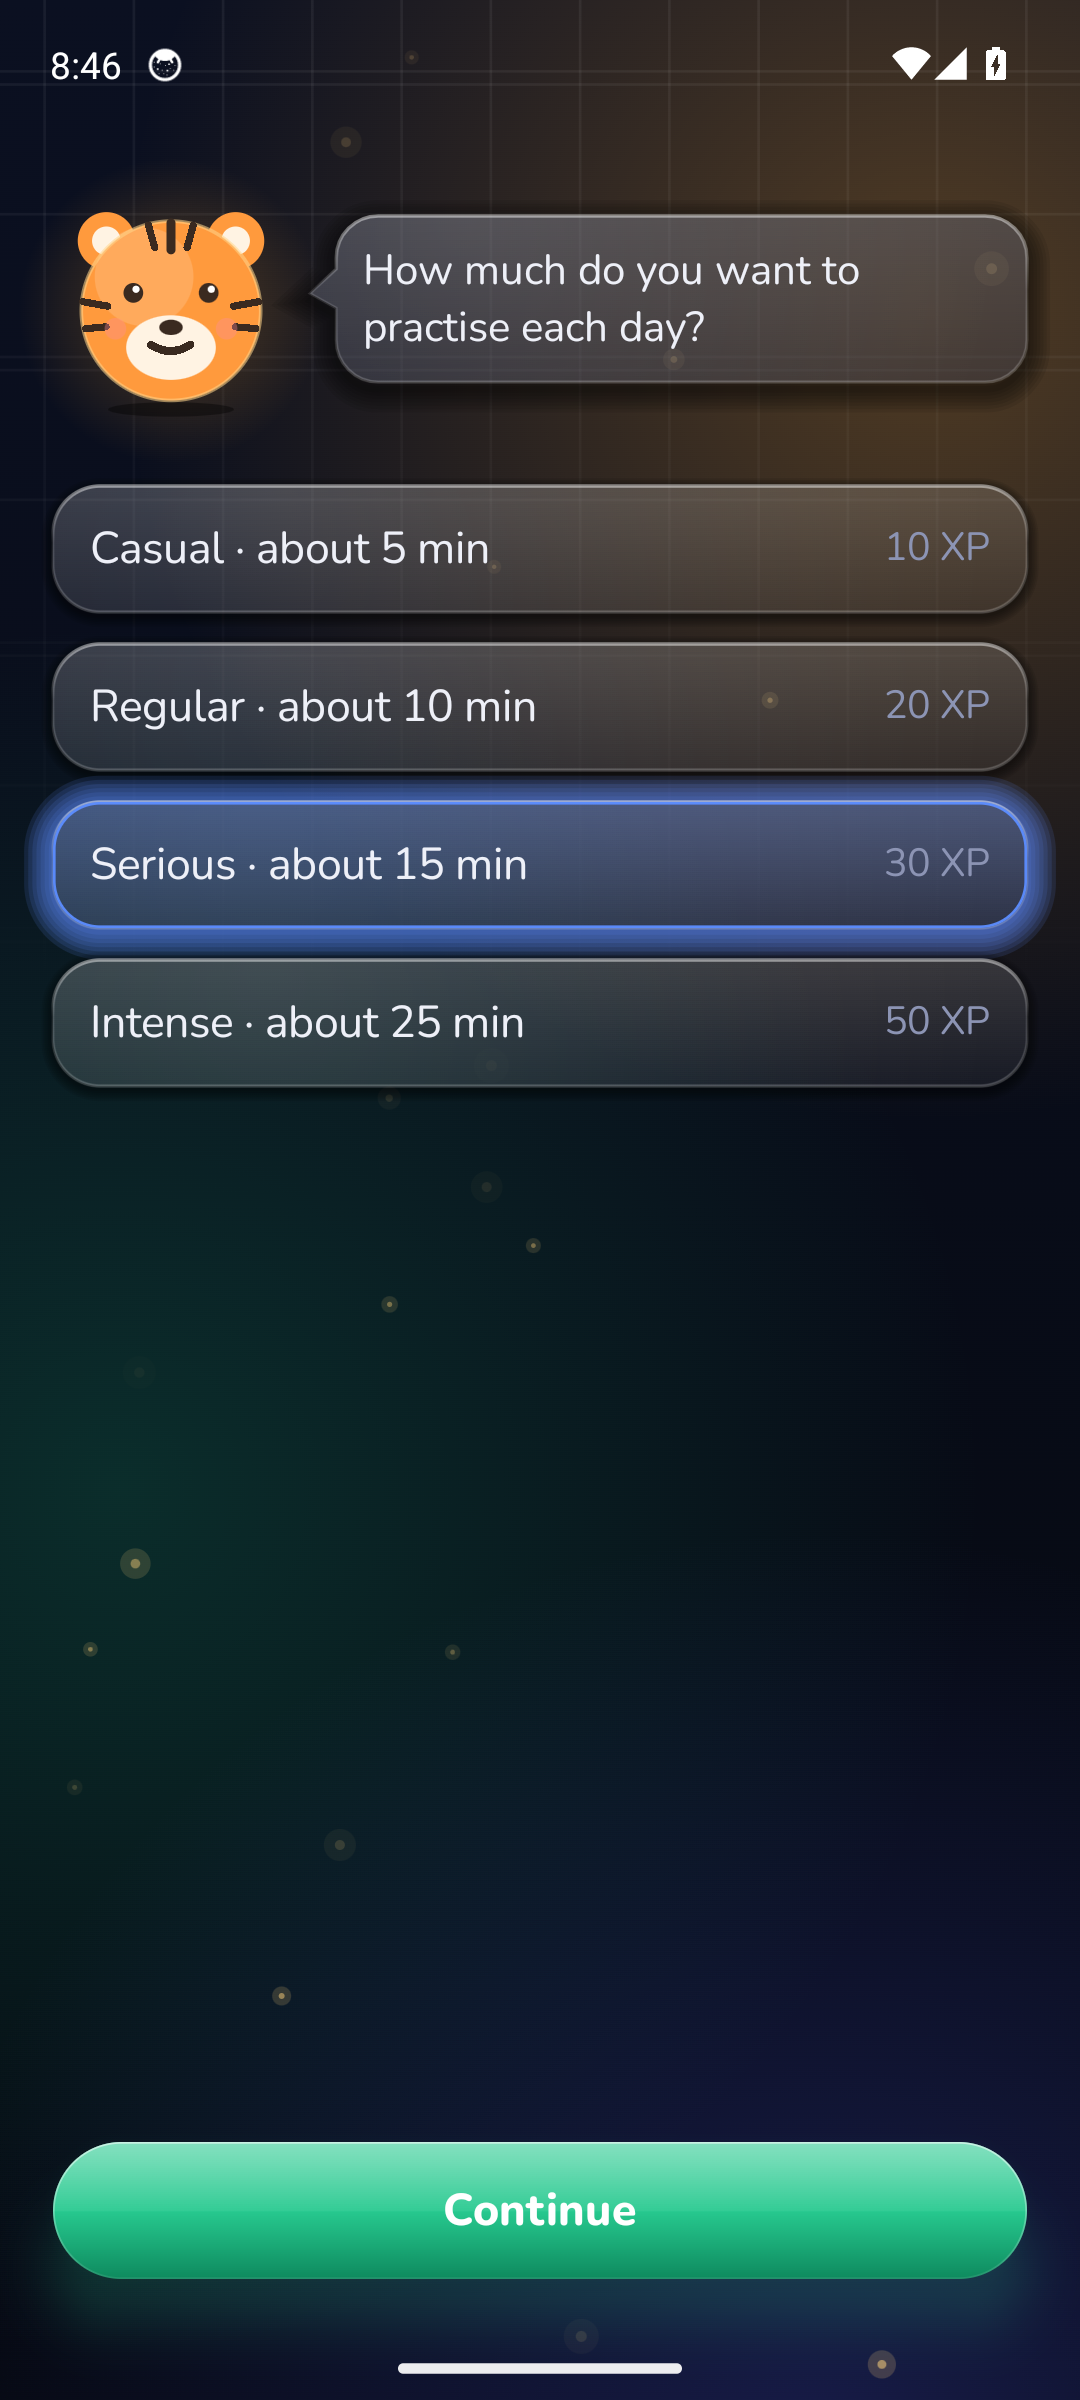 8:46
How much do you want to
practise each day?
Casual · about 5 min 10 XP
Regular · about 10 min 20 XP
Serious · about 15 min 30 XP
Intense · about 25 min 50 XP
Continue